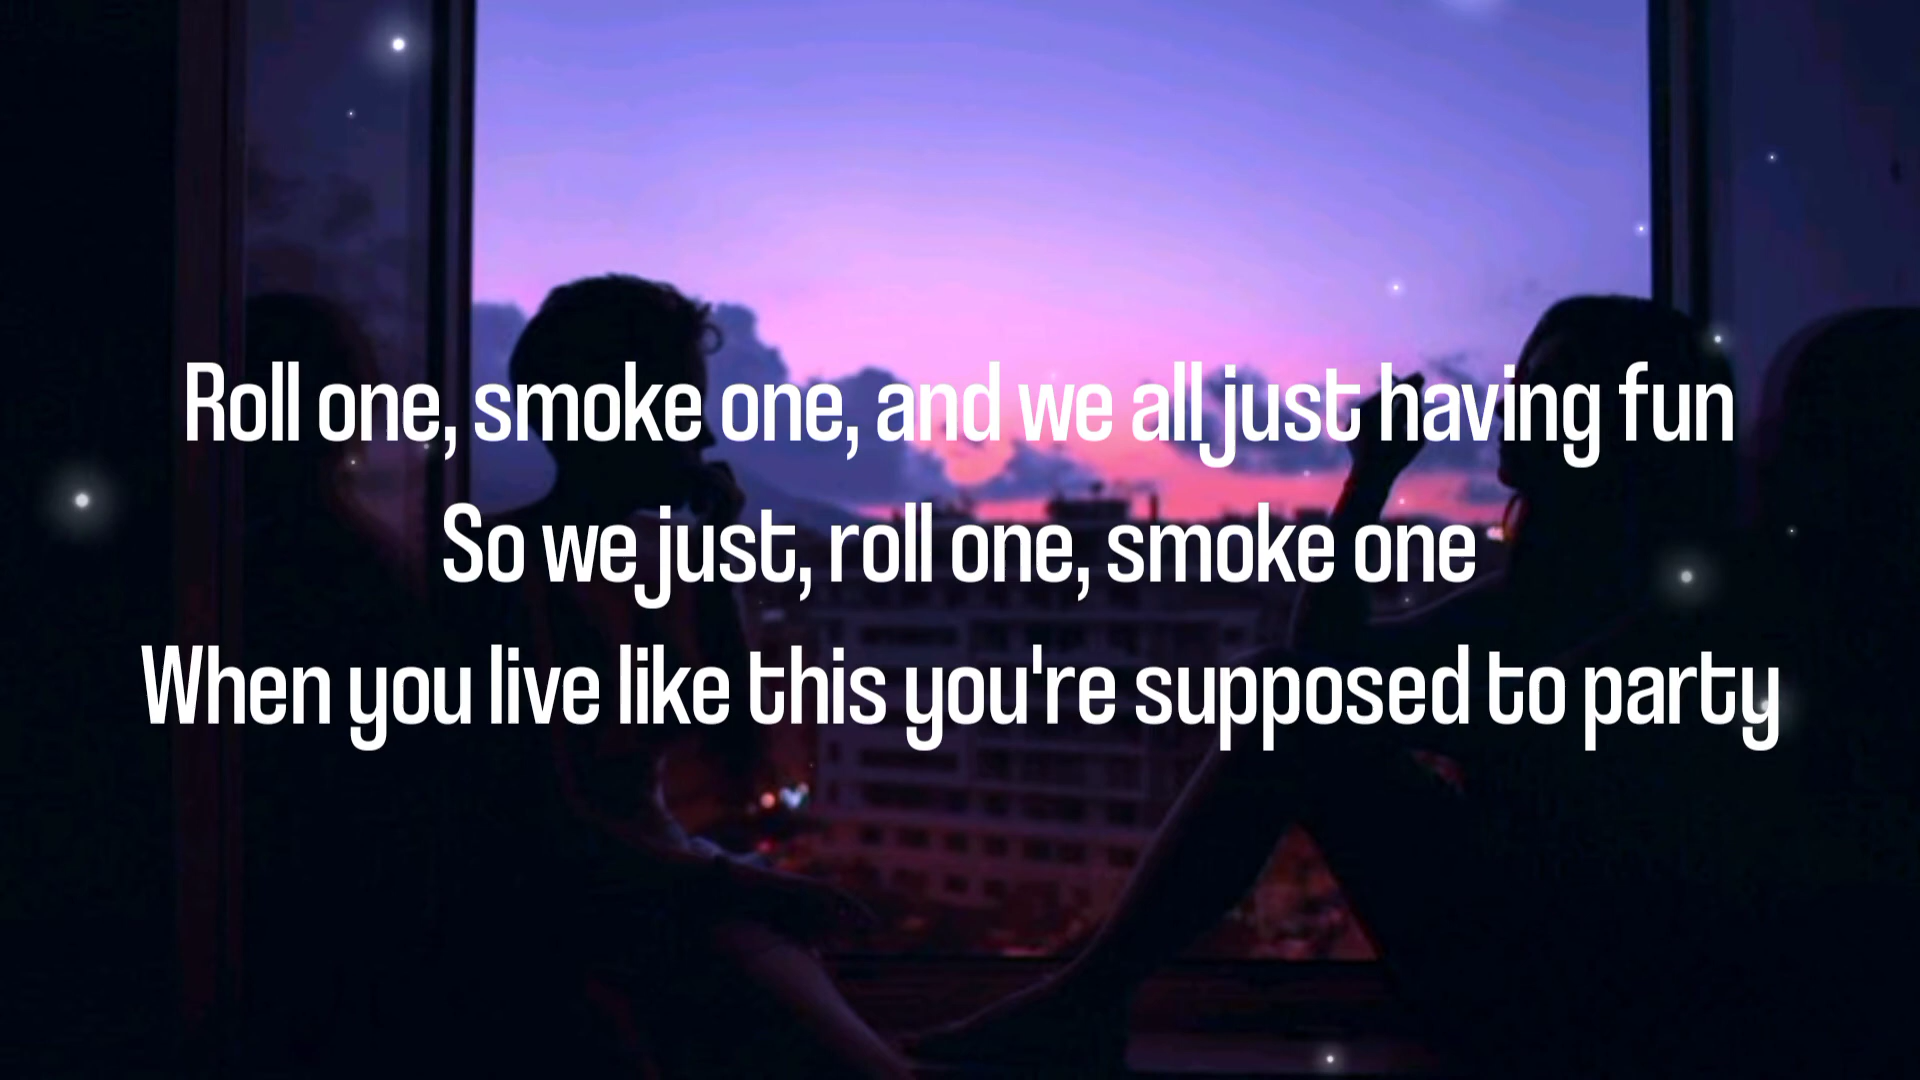 Roll one, smoke one, and we all just having fun
So we just, roll one, smoke one
When you live like this you're supposed to party